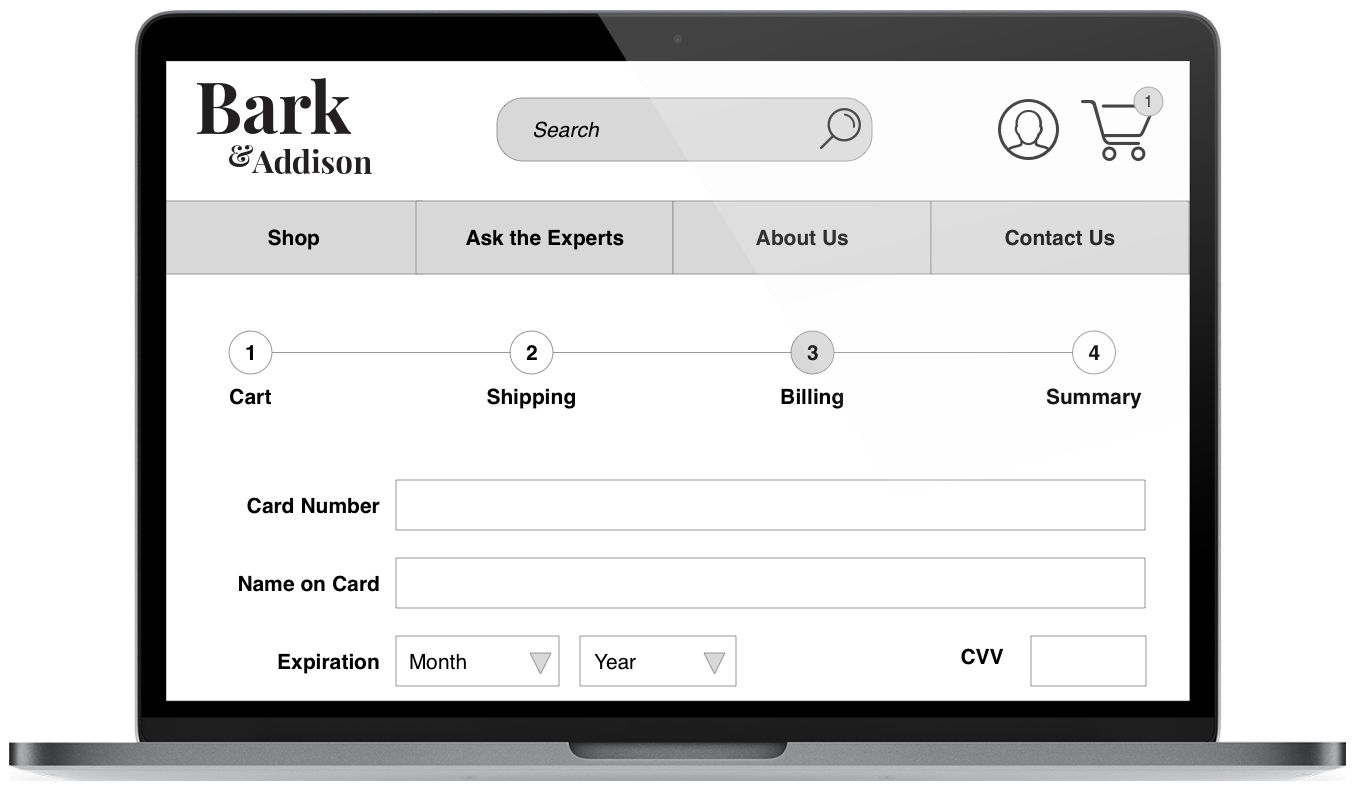 Bark
& Addison
Search
1
Shop Ask the Experts About Us Contact Us
1 2 3 4
Cart Shipping Billing Summary
Card Number
Name on Card
Expiration Month Year CVV